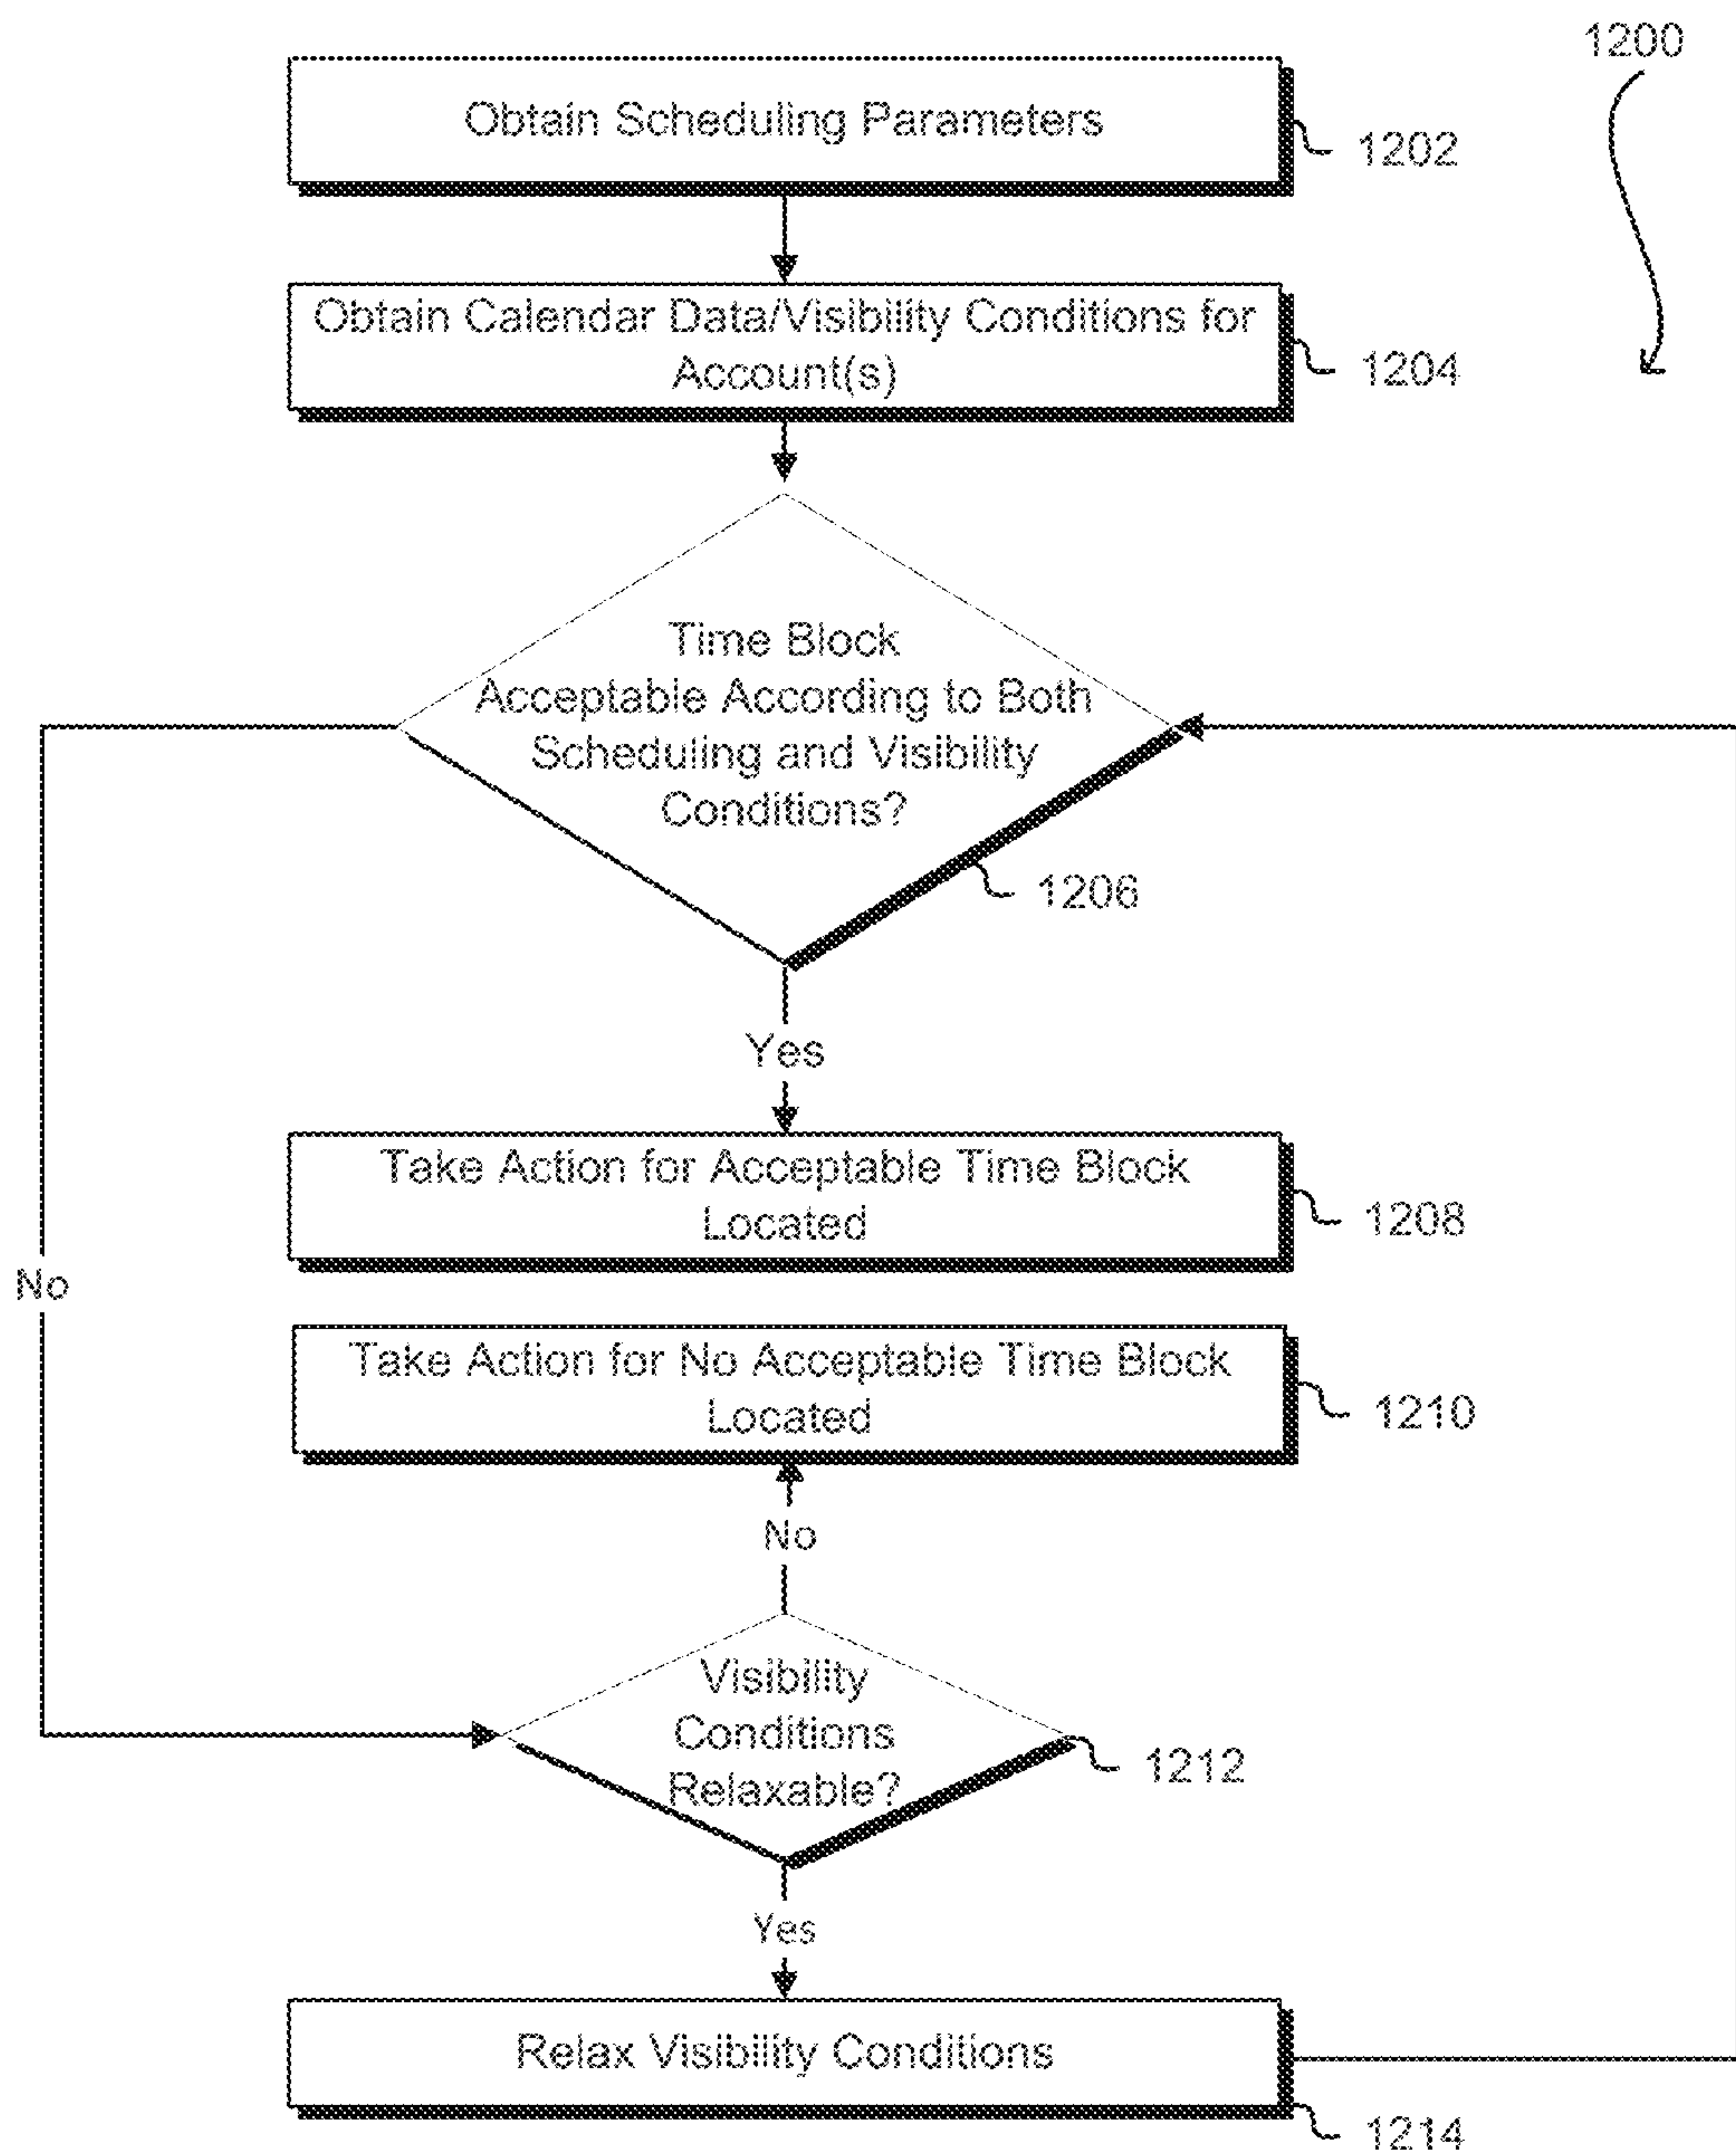 1200
Obtain Scheduling Parameters
1202
Obtain Calendar Data/Visibility Conditions for
Account(s)
1204
Time Block
Acceptable According to Both
Scheduling and Visibility
Conditions?
1206
Yes
Take Action for Acceptable Time Block
Located
1208
No
Take Action for No Acceptable Time Block
Located
1210
No
Visibility
Conditions
Relaxable?
1212
Yes
Relax Visibility Conditions
1214